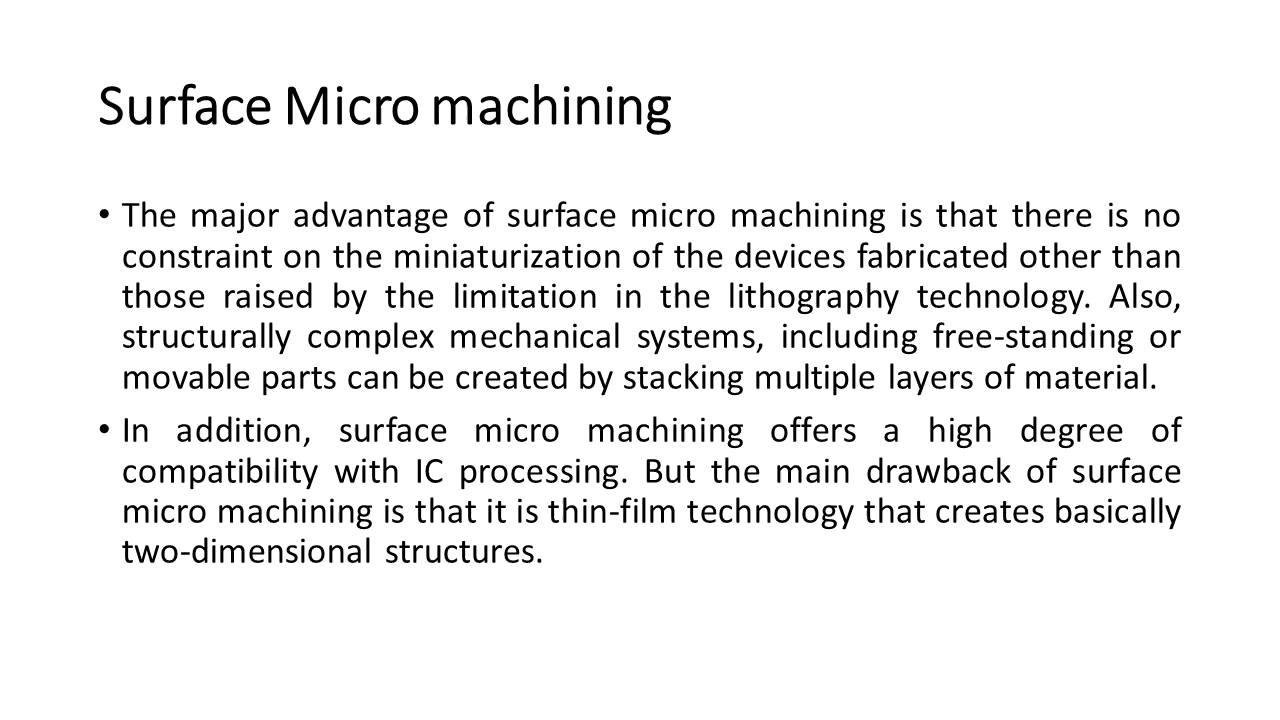 Surface Micro machining
• The major advantage of surface micro machining is that there is no
constraint on the miniaturization of the devices fabricated other than
those raised by the limitation in the lithography technology. Also,
structurally complex mechanical systems, including free-standing or
movable parts can be created by stacking multiple layers of material.
• In addition, surface micro machining offers a high degree of
compatibility with IC processing. But the main drawback of surface
micro machining is that it is thin-film technology that creates basically
two-dimensional structures.